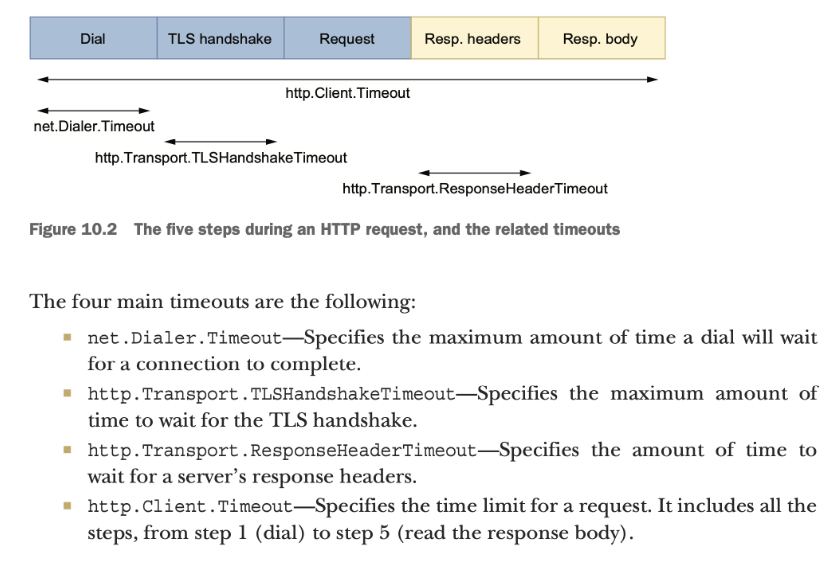 Dial TLS handshake Request Resp. headers Resp. body
http.Client.Timeout
net.Dialer.Timeout
http.Transport.TLSHandshakeTimeout
http.Transport.ResponseHeaderTimeout
Figure 10.2 The five steps during an HTTP request, and the related timeouts
The four main timeouts are the following:
■ net.Dialer.Timeout—Specifies the maximum amount of time a dial will wait
for a connection to complete.
■ http.Transport.TLSHandshakeTimeout—Specifies the maximum amount of
time to wait for the TLS handshake.
■ http.Transport.ResponseHeaderTimeout—Specifies the amount of time to
wait for a server’s response headers.
■ http.Client.Timeout—Specifies the time limit for a request. It includes all the
steps, from step 1 (dial) to step 5 (read the response body).